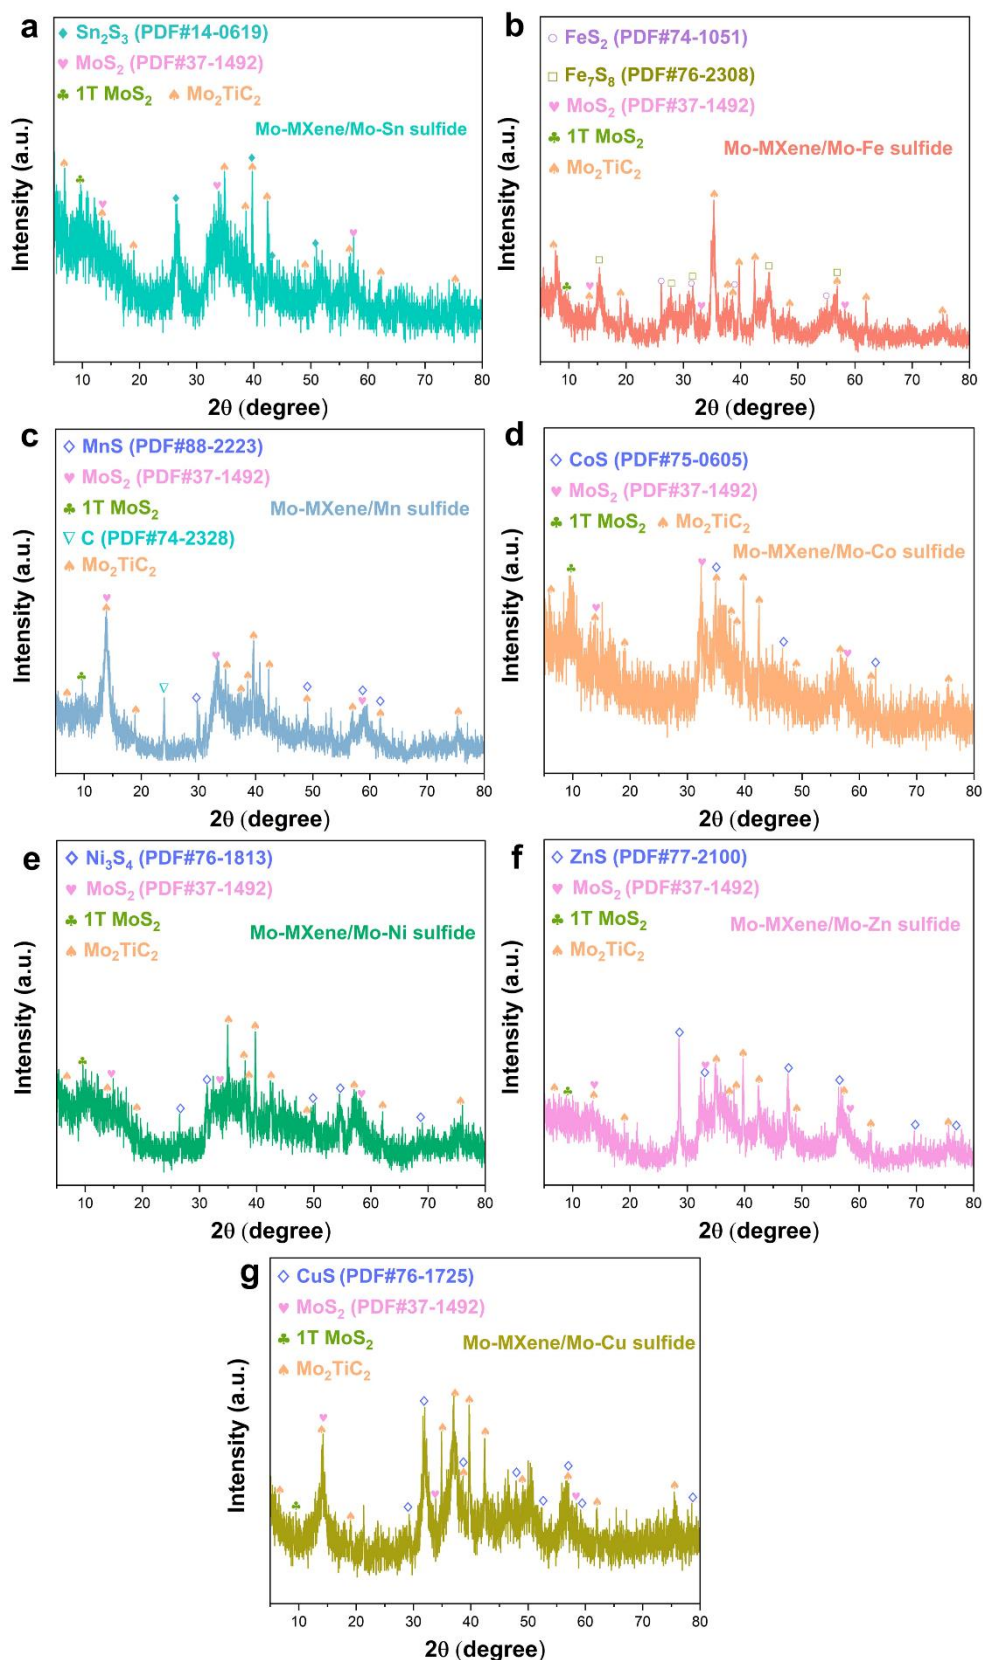 a
♦ Sn₂S₃ (PDF#14-0619)
♥ MoS₂ (PDF#37-1492)
♣ 1T MoS₂ ♠ Mo₂TiC₂
Mo-MXene/Mo-Sn sulfide
Intensity (a.u.)
10 20 30 40 50 60 70 80
2θ (degree)
b
○ FeS₂ (PDF#74-1051)
□ Fe₇S₈ (PDF#76-2308)
♥ MoS₂ (PDF#37-1492)
♣ 1T MoS₂
♠ Mo₂TiC₂
Mo-MXene/Mo-Fe sulfide
Intensity (a.u.)
10 20 30 40 50 60 70 80
2θ (degree)
c
◇ MnS (PDF#88-2223)
♥ MoS₂ (PDF#37-1492)
♣ 1T MoS₂
Mo-MXene/Mn sulfide
▽ C (PDF#74-2328)
♠ Mo₂TiC₂
Intensity (a.u.)
10 20 30 40 50 60 70 80
2θ (degree)
d
◇ CoS (PDF#75-0605)
♥ MoS₂ (PDF#37-1492)
♣ 1T MoS₂ ♠ Mo₂TiC₂
Mo-MXene/Mo-Co sulfide
Intensity (a.u.)
10 20 30 40 50 60 70 80
2θ (degree)
e
◇ Ni₃S₄ (PDF#76-1813)
♥ MoS₂ (PDF#37-1492)
♣ 1T MoS₂
Mo-MXene/Mo-Ni sulfide
♠ Mo₂TiC₂
Intensity (a.u.)
10 20 30 40 50 60 70 80
2θ (degree)
f
◇ ZnS (PDF#77-2100)
♥ MoS₂ (PDF#37-1492)
♣ 1T MoS₂
Mo-MXene/Mo-Zn sulfide
♠ Mo₂TiC₂
Intensity (a.u.)
10 20 30 40 50 60 70 80
2θ (degree)
g
◇ CuS (PDF#76-1725)
♥ MoS₂ (PDF#37-1492)
♣ 1T MoS₂
Mo-MXene/Mo-Cu sulfide
♠ Mo₂TiC₂
Intensity (a.u.)
10 20 30 40 50 60 70 80
2θ (degree)